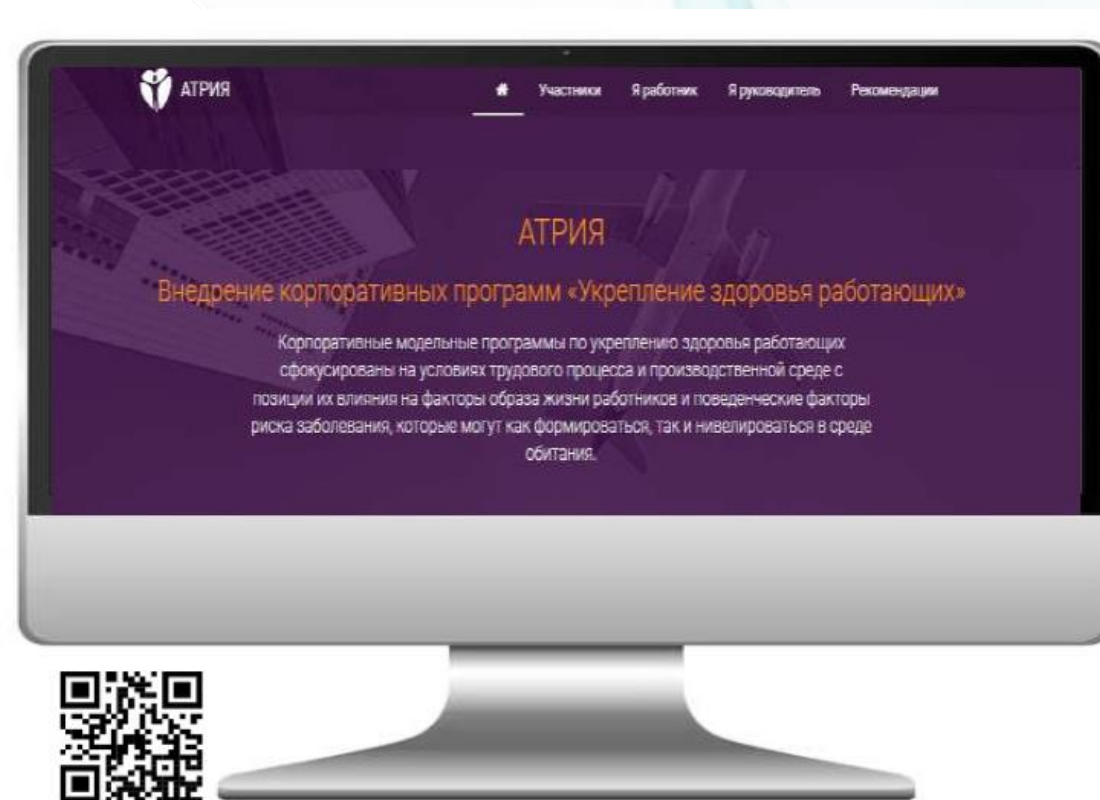 АТРИЯ
Участники Я работник Я руководитель Рекомендации
АТРИЯ
Внедрение корпоративных программ «Укрепление здоровья работающих»
Корпоративные модельные программы по укреплению здоровья работающих
сфокусированы на условиях трудового процесса и производственной среде с
позиции их влияния на факторы образа жизни работников и поведенческие факторы
риска заболевания, которые могут как формироваться, так и нивелироваться в среде
обитания.